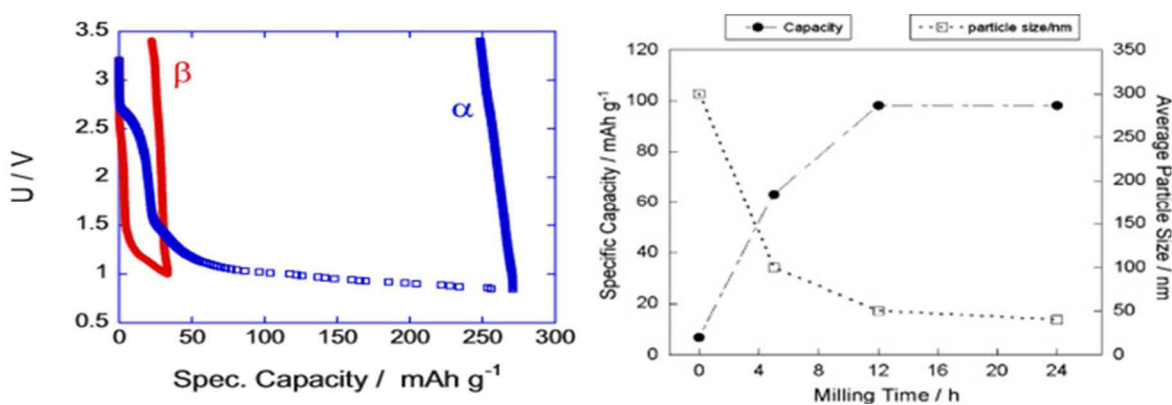 3.5
3
2.5
2
1.5
1
0.5
U / V
β
α
0 50 100 150 200 250 300
Spec. Capacity / mAh g⁻¹
Capacity particle size/nm
120
100
80
60
40
20
0
Specific Capacity / mAh g⁻¹
350
300
250
200
150
100
50
0
Average Particle Size / nm
0 4 8 12 16 20 24
Milling Time / h